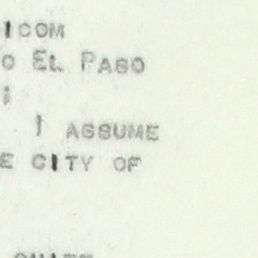 ICOM
O EL PASO
I ASSUME
E CITY OF